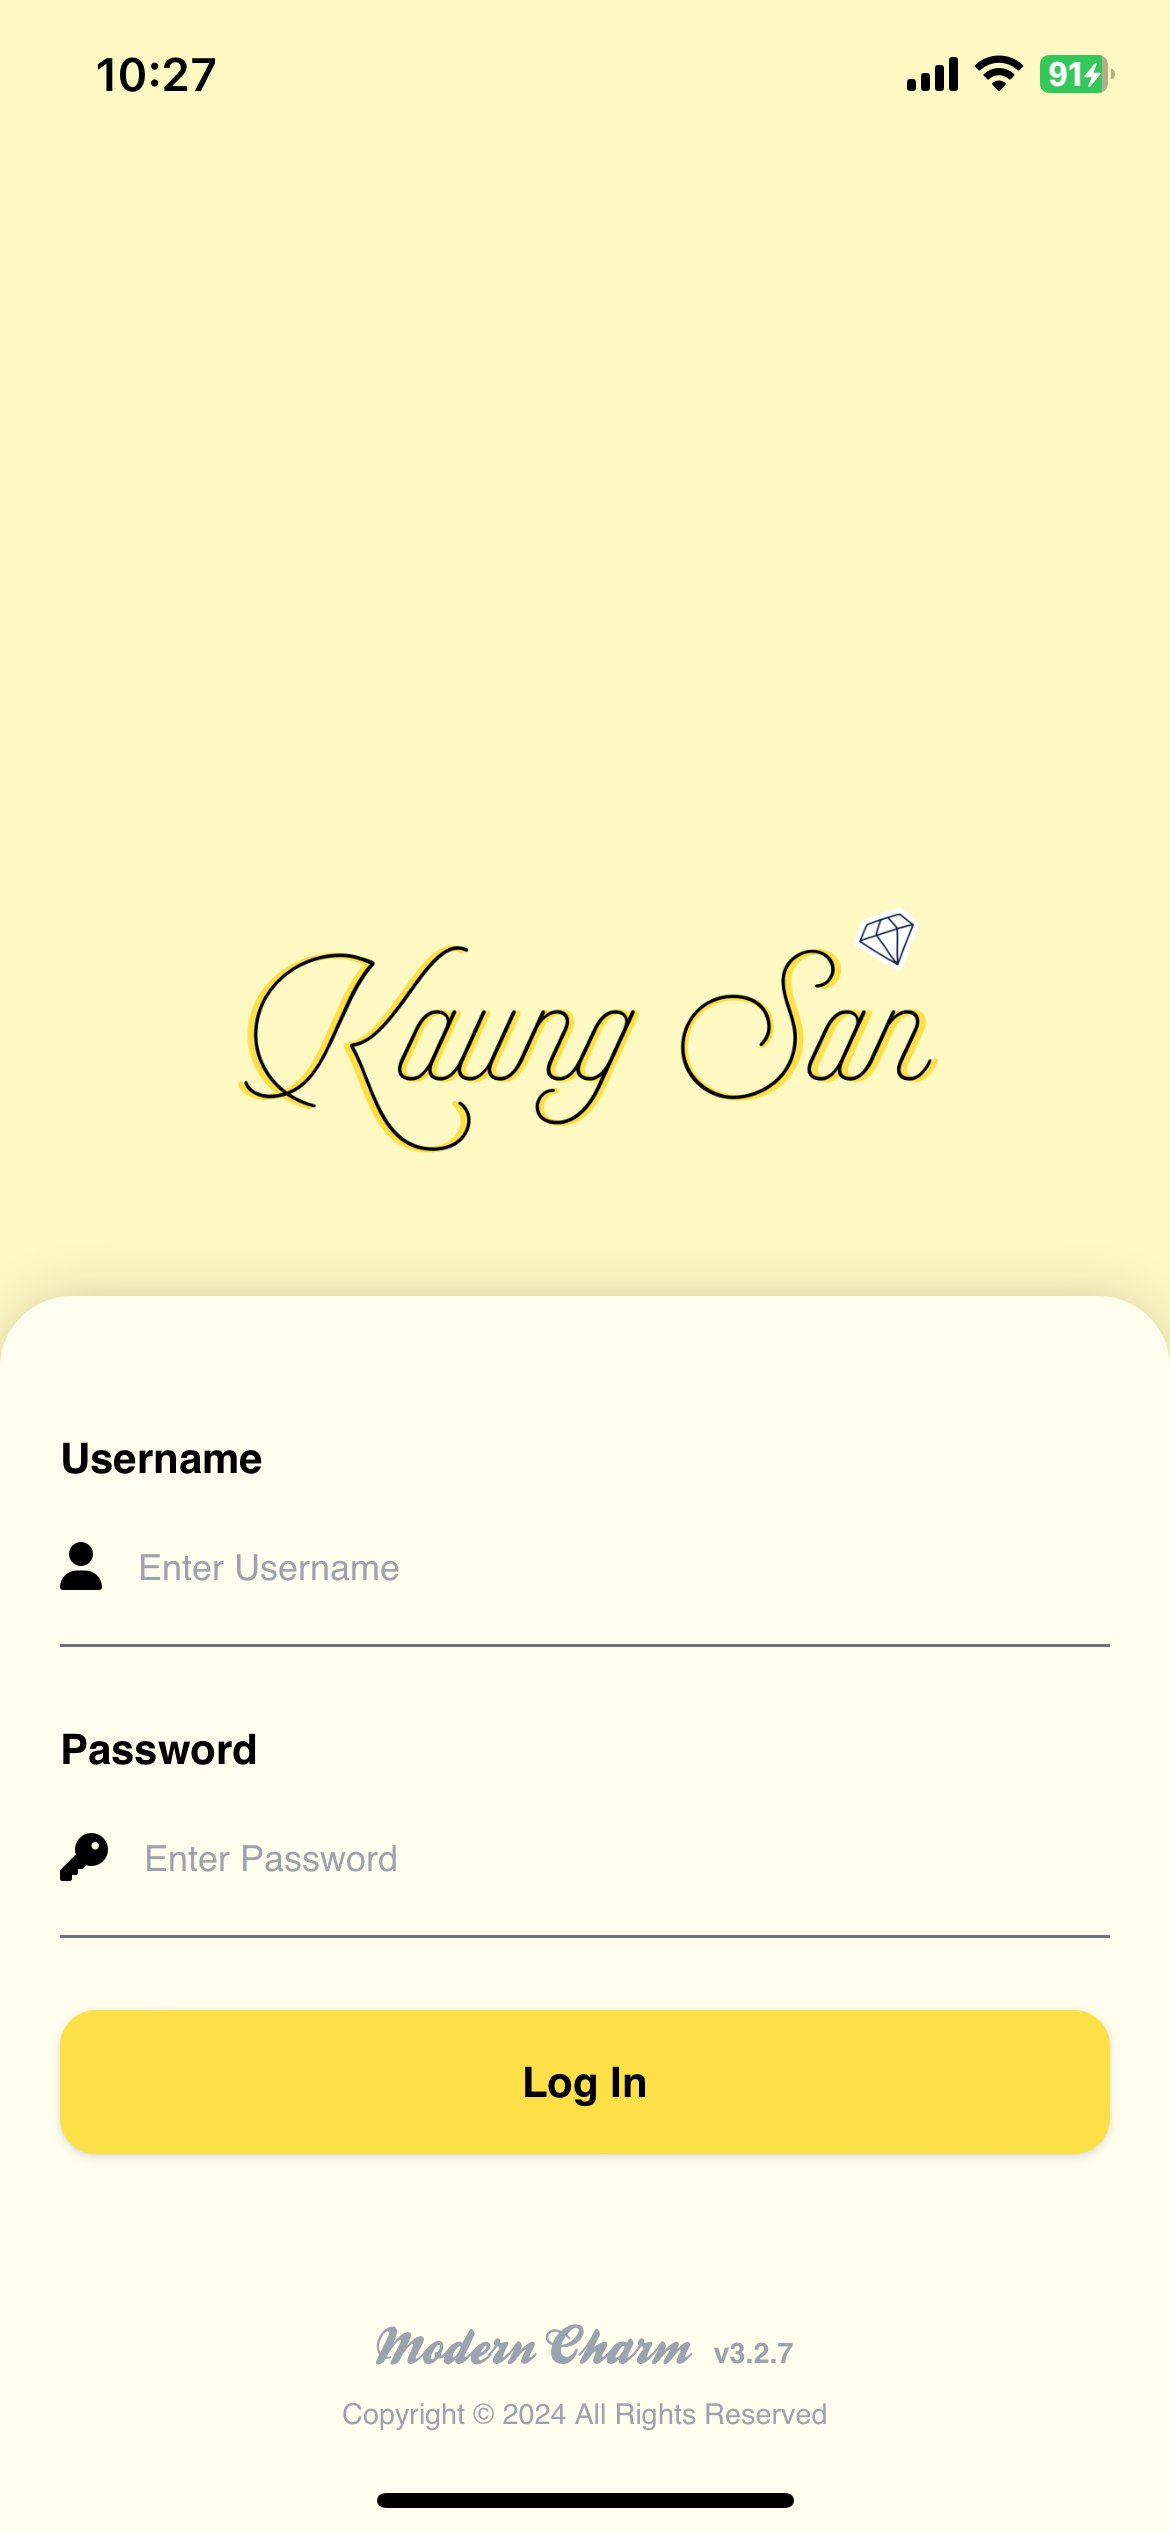 10:27
91
Kaung San
Username
Enter Username
Password
Enter Password
Log In
Modern Charm v3.2.7
Copyright © 2024 All Rights Reserved